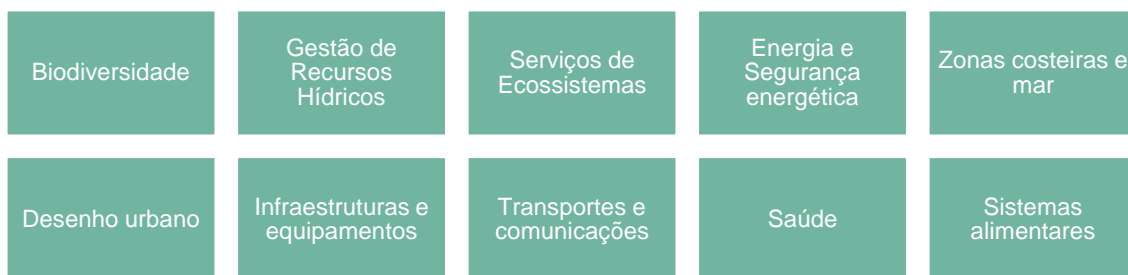 Biodiversidade
Gestão de
Recursos
Hídricos
Serviços de
Ecossistemas
Energia e
Segurança
energética
Zonas costeiras e
mar
Desenho urbano
Infraestruturas e
equipamentos
Transportes e
comunicações
Saúde
Sistemas
alimentares